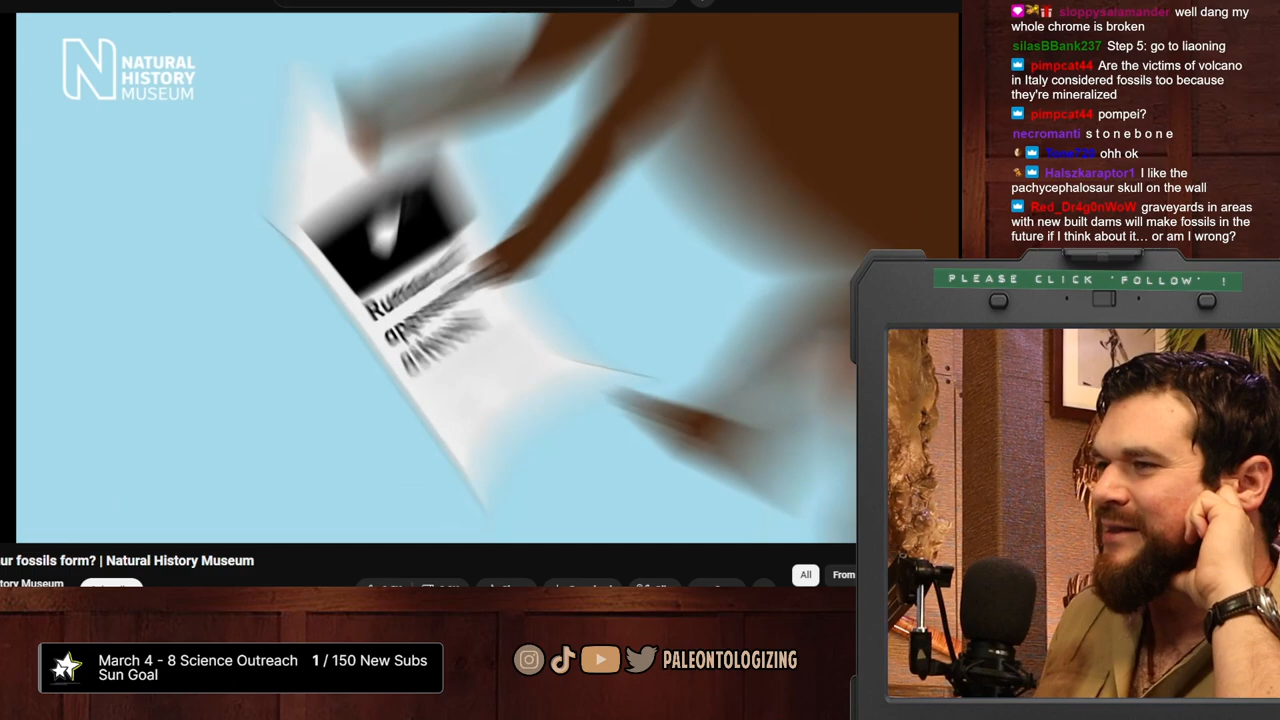 NATURAL
HISTORY
MUSEUM
ur fossils form? | Natural History Museum
tory Museum
All
From
sloppysalamander well dang my
whole chrome is broken
silasBBank237 Step 5: go to liaoning
pimpcat44 Are the victims of volcano
in Italy considered fossils too because
they're mineralized
pimpcat44 pompei?
necromanti s t o n e b o n e
ohh ok
Halszkaraptor1 I like the
pachycephalosaur skull on the wall
Red_Dr4g0nWoW graveyards in areas
with new built dams will make fossils in the
future if I think about it... or am I wrong?
PLEASE CLICK "FOLLOW" !
March 4 - 8 Science Outreach 1 / 150 New Subs
Sun Goal
PALEONTOLOGIZING